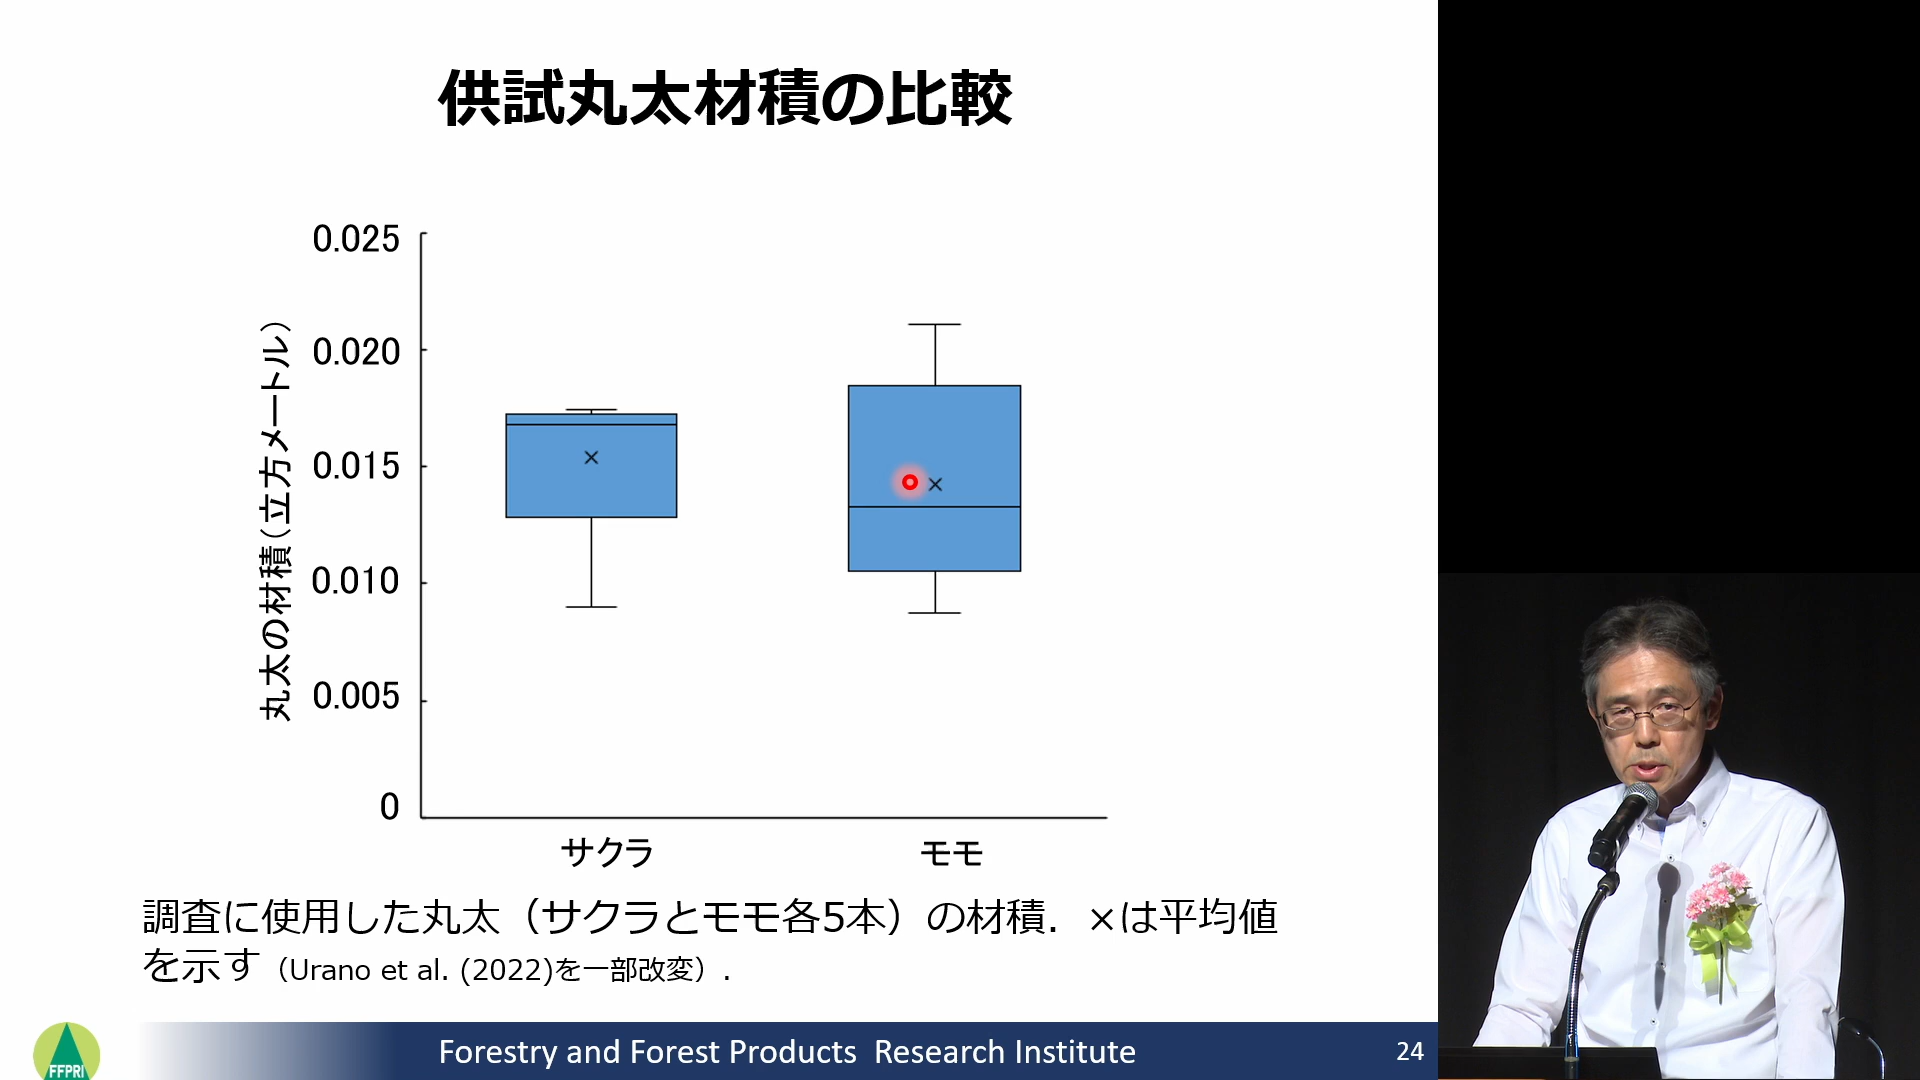 供試丸太材積の比較
丸太の材積(立方メートル)
0.025
0.020
0.015
0.010
0.005
0
サクラ
モモ
調査に使用した丸太（サクラとモモ各5本）の材積．×は平均値
を示す（Urano et al. (2022)を一部改変）.
FFPRI
Forestry and Forest Products Research Institute
24